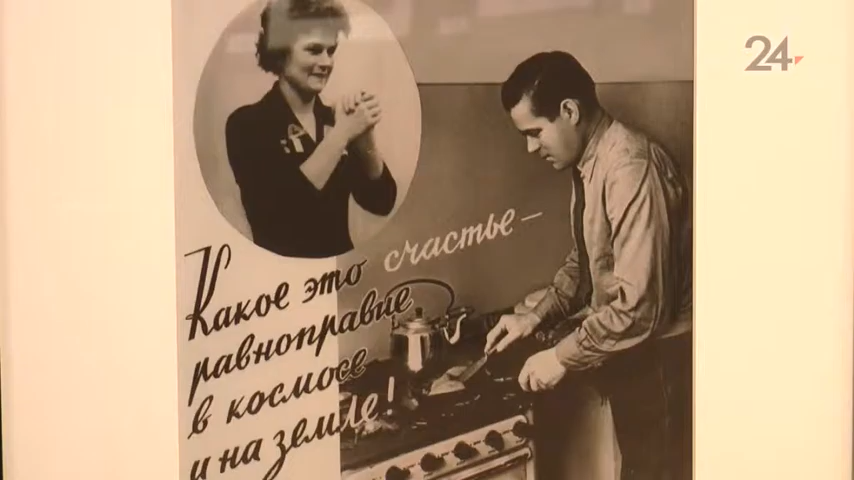 24
Какое это счастье –
равноправие
в космосе
и на земле!